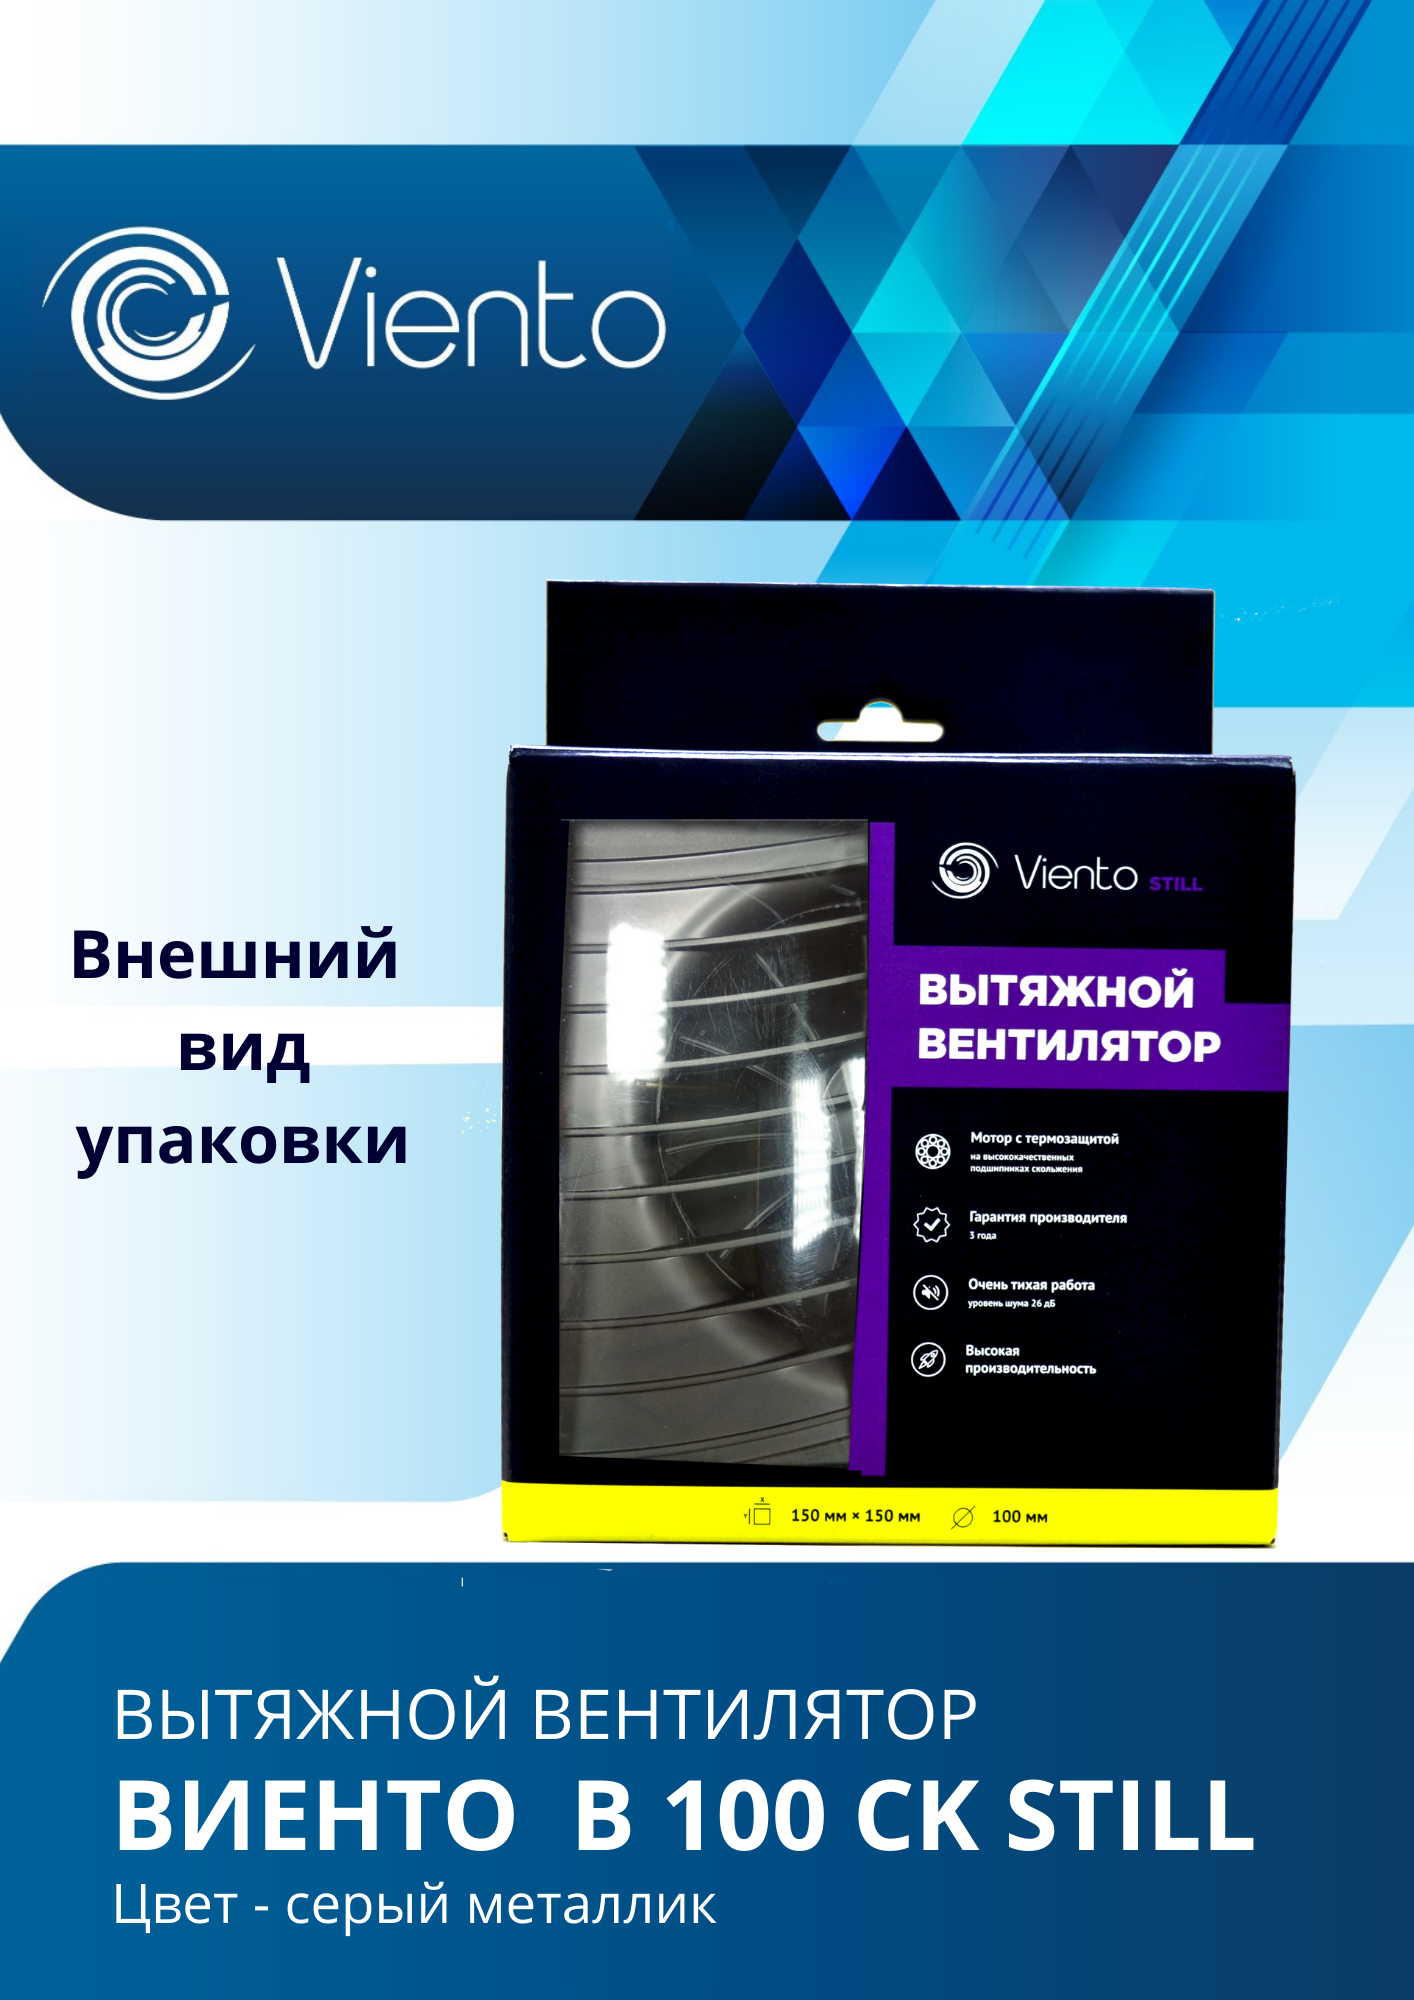 Viento
Внешний
вид
упаковки
Viento STILL
ВЫТЯЖНОЙ
ВЕНТИЛЯТОР
Мотор с термозащитой
на высококачественных
подшипниках скольжения
Гарантия производителя
3 года
Очень тихая работа
уровень шума 26 дБ
Высокая
производительность
X
Y
150 мм × 150 мм
100 мм
ВЫТЯЖНОЙ ВЕНТИЛЯТОР
ВИЕНТО В 100 СК STILL
Цвет - серый металлик